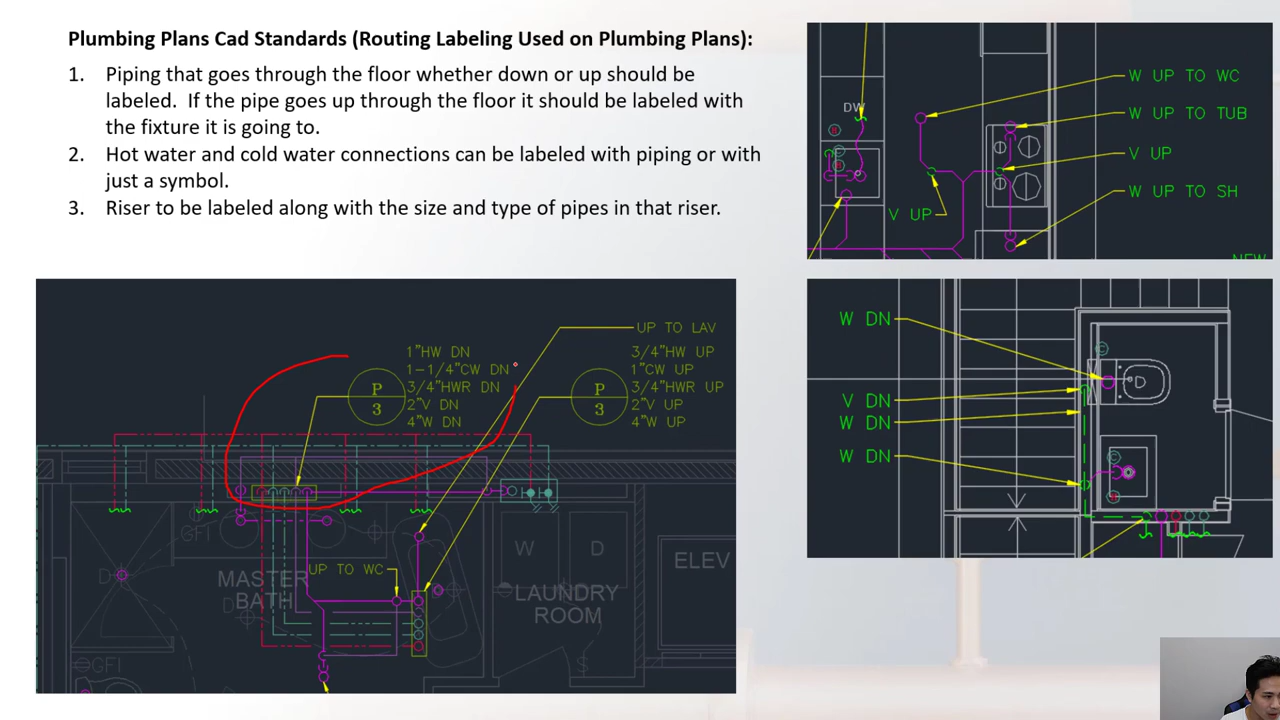 Plumbing Plans Cad Standards (Routing Labeling Used on Plumbing Plans):
1. Piping that goes through the floor whether down or up should be
labeled. If the pipe goes up through the floor it should be labeled with
the fixture it is going to.
2. Hot water and cold water connections can be labeled with piping or with
just a symbol.
3. Riser to be labeled along with the size and type of pipes in that riser.
DW
W UP TO WC
W UP TO TUB
V UP
W UP TO SH
V UP
NEW
UP TO LAV
P
3
1"HW DN
1-1/4"CW DN
3/4"HWR DN
2"V DN
4"W DN
P
3
3/4"HW UP
1"CW UP
3/4"HWR UP
2"V UP
4"W UP
GFI
D
MASTER
BATH
D
UP TO WC
D
W
D
LAUNDRY
ROOM
ELEV
GFI
S
W DN
V DN
W DN
W DN
D